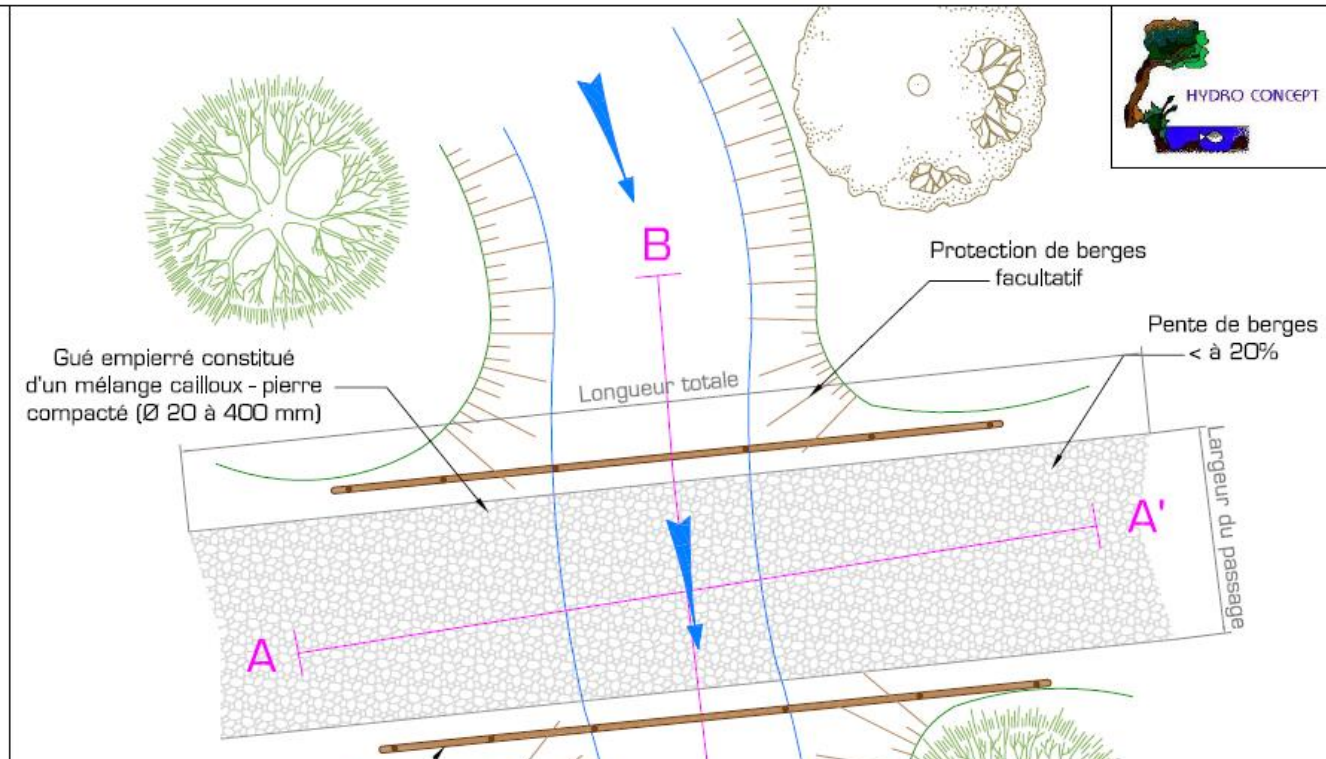 HYDRO CONCEPT
B
Protection de berges
facultatif
Pente de berges
< à 20%
Gué empierré constitué
d'un mélange cailloux - pierre
compacté (Ø 20 à 400 mm)
Longueur totale
Largeur du passage
A'
A